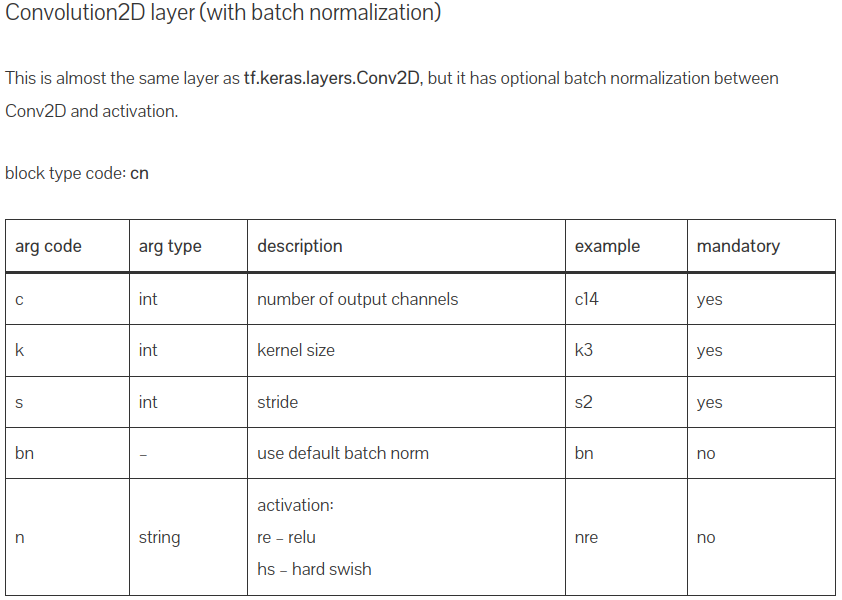 Convolution2D layer (with batch normalization)
This is almost the same layer as tf.keras.layers.Conv2D, but it has optional batch normalization between
Conv2D and activation.
block type code: cn
arg code arg type description example mandatory
c int number of output channels c14 yes
k int kernel size k3 yes
s int stride s2 yes
bn – use default batch norm bn no
activation:
n string re – relu nre no
hs – hard swish